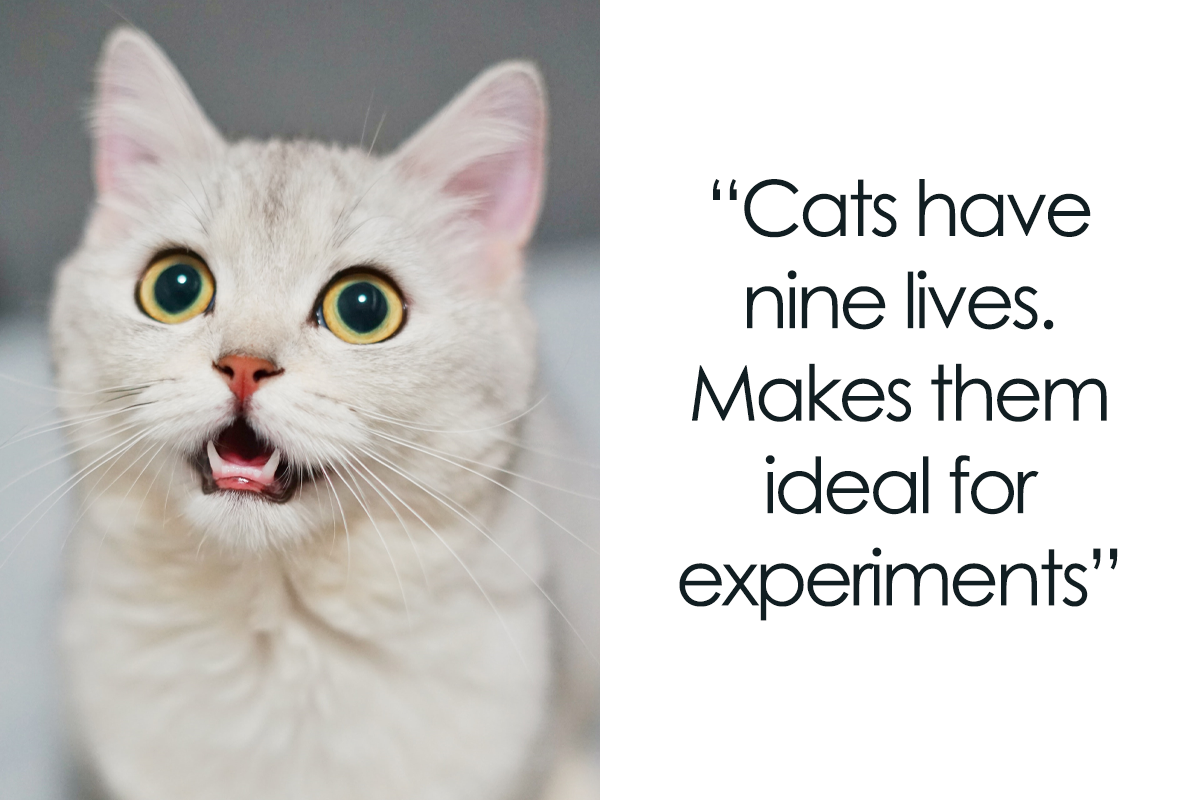 “Cats have
nine lives.
Makes them
ideal for
experiments”